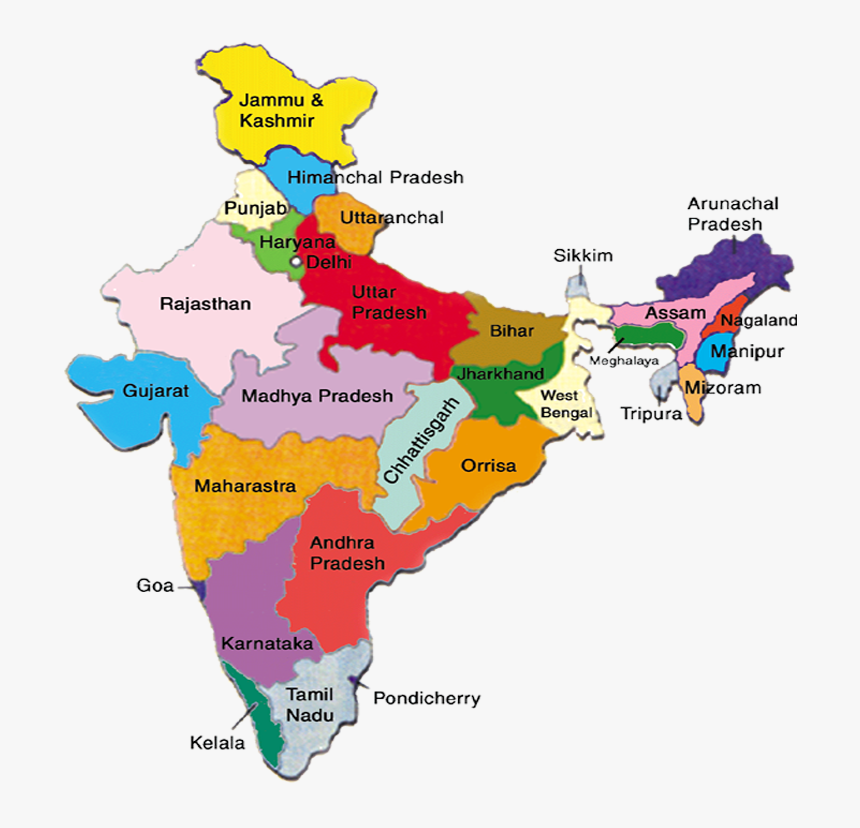 Jammu &
Kashmir
Himanchal Pradesh
Punjab
Uttaranchal
Arunachal
Pradesh
Haryana
Delhi
Sikkim
Rajasthan
Uttar
Pradesh
Assam
Nagaland
Bihar
Meghalaya
Manipur
Jharkhand
Gujarat
Madhya Pradesh
Chhattisgarh
West
Bengal
Tripura
Mizoram
Orrisa
Maharastra
Andhra
Pradesh
Goa
Karnataka
Tamil
Nadu
Pondicherry
Kelala